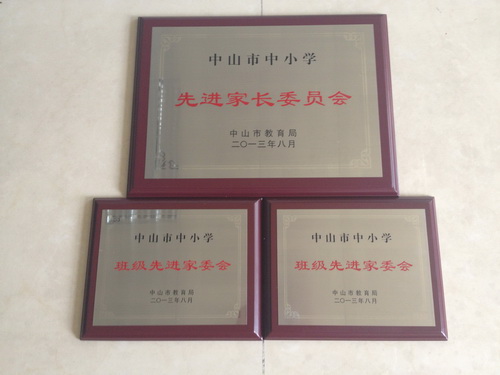 中山市中小学
先进家长委员会
中山市教育局
二〇一三年八月
中山市中小学
班级先进家委会
中山市教育局
二〇一三年八月
中山市中小学
班级先进家委会
中山市教育局
二〇一三年八月